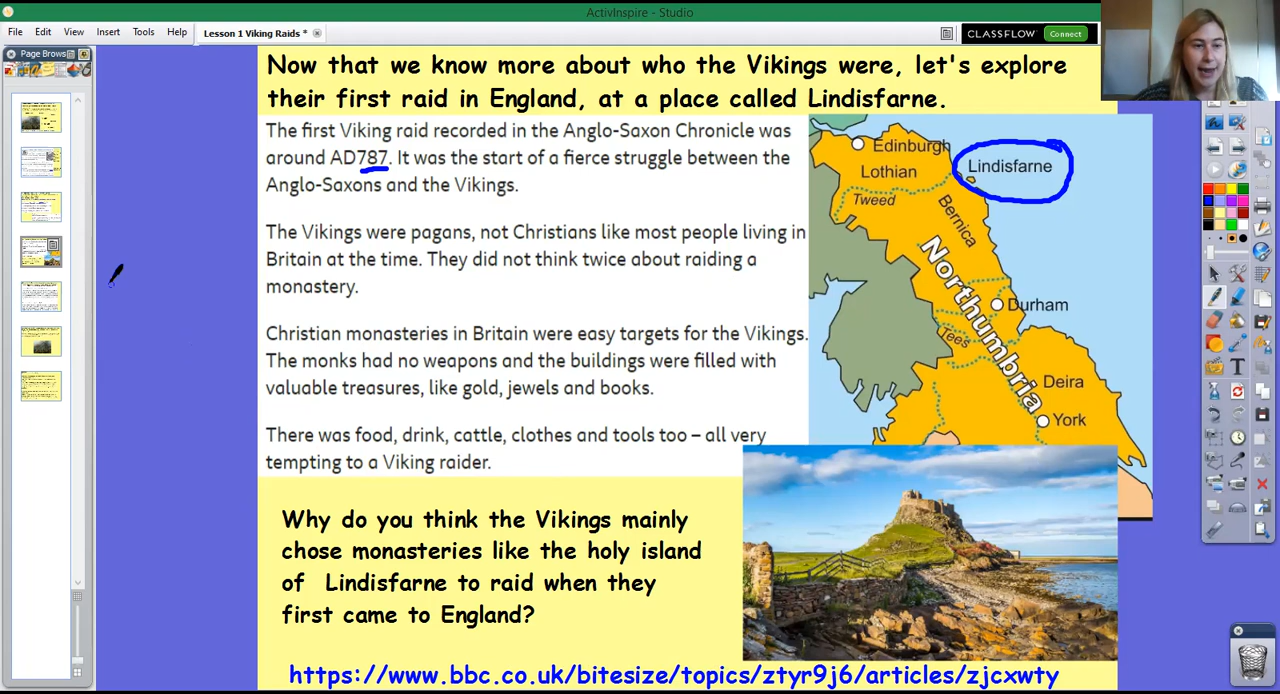 ActivInspire - Studio
File Edit View Insert Tools Help Lesson 1 Viking Raids * CLASSFLOW Connect
Page Brows
Now that we know more about who the Vikings were, let's explore
their first raid in England, at a place called Lindisfarne.
The first Viking raid recorded in the Anglo-Saxon Chronicle was
around AD787. It was the start of a fierce struggle between the
Anglo-Saxons and the Vikings.
The Vikings were pagans, not Christians like most people living in
Britain at the time. They did not think twice about raiding a
monastery.
Christian monasteries in Britain were easy targets for the Vikings.
The monks had no weapons and the buildings were filled with
valuable treasures, like gold, jewels and books.
There was food, drink, cattle, clothes and tools too – all very
tempting to a Viking raider.
Edinburgh
Lindisfarne
Lothian
Tweed
Bernica
Northumbria
Durham
Tees
Deira
York
Why do you think the Vikings mainly
chose monasteries like the holy island
of Lindisfarne to raid when they
first came to England?
https://www.bbc.co.uk/bitesize/topics/ztyr9j6/articles/zjcxwty